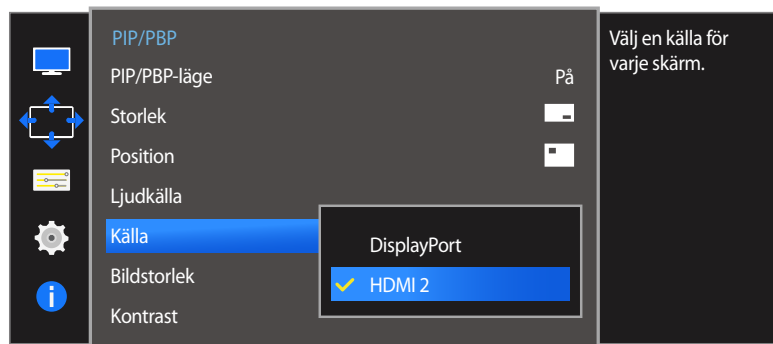 PIP/PBP
PIP/PBP-läge På
Storlek
Position
Ljudkälla
Källa
DisplayPort
HDMI 2
Bildstorlek
Kontrast
Välj en källa för
varje skärm.